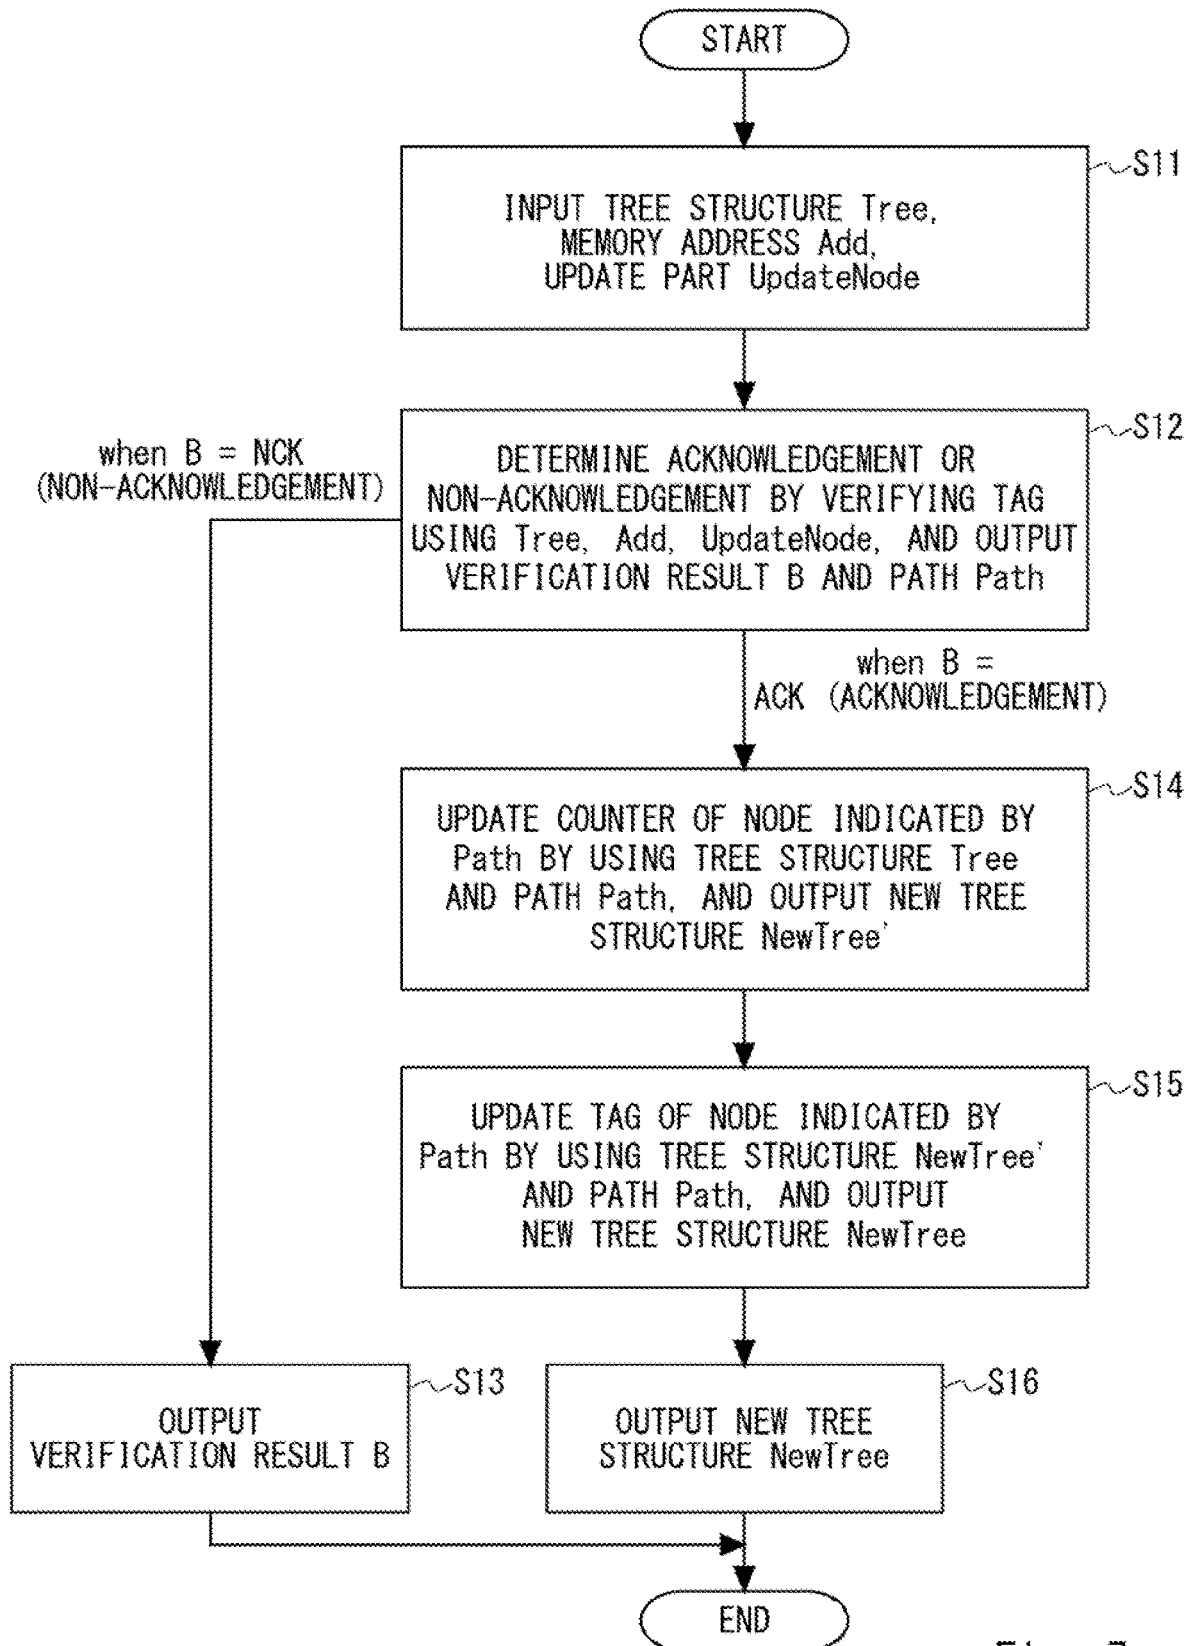 START
S11
INPUT TREE STRUCTURE Tree,
MEMORY ADDRESS Add,
UPDATE PART UpdateNode
S12
when B = NCK
(NON-ACKNOWLEDGEMENT)
DETERMINE ACKNOWLEDGEMENT OR
NON-ACKNOWLEDGEMENT BY VERIFYING TAG
USING Tree, Add, UpdateNode, AND OUTPUT
VERIFICATION RESULT B AND PATH Path
when B =
ACK (ACKNOWLEDGEMENT)
S14
UPDATE COUNTER OF NODE INDICATED BY
Path BY USING TREE STRUCTURE Tree
AND PATH Path, AND OUTPUT NEW TREE
STRUCTURE NewTree'
S15
UPDATE TAG OF NODE INDICATED BY
Path BY USING TREE STRUCTURE NewTree'
AND PATH Path, AND OUTPUT
NEW TREE STRUCTURE NewTree
S13
OUTPUT
VERIFICATION RESULT B
S16
OUTPUT NEW TREE
STRUCTURE NewTree
END